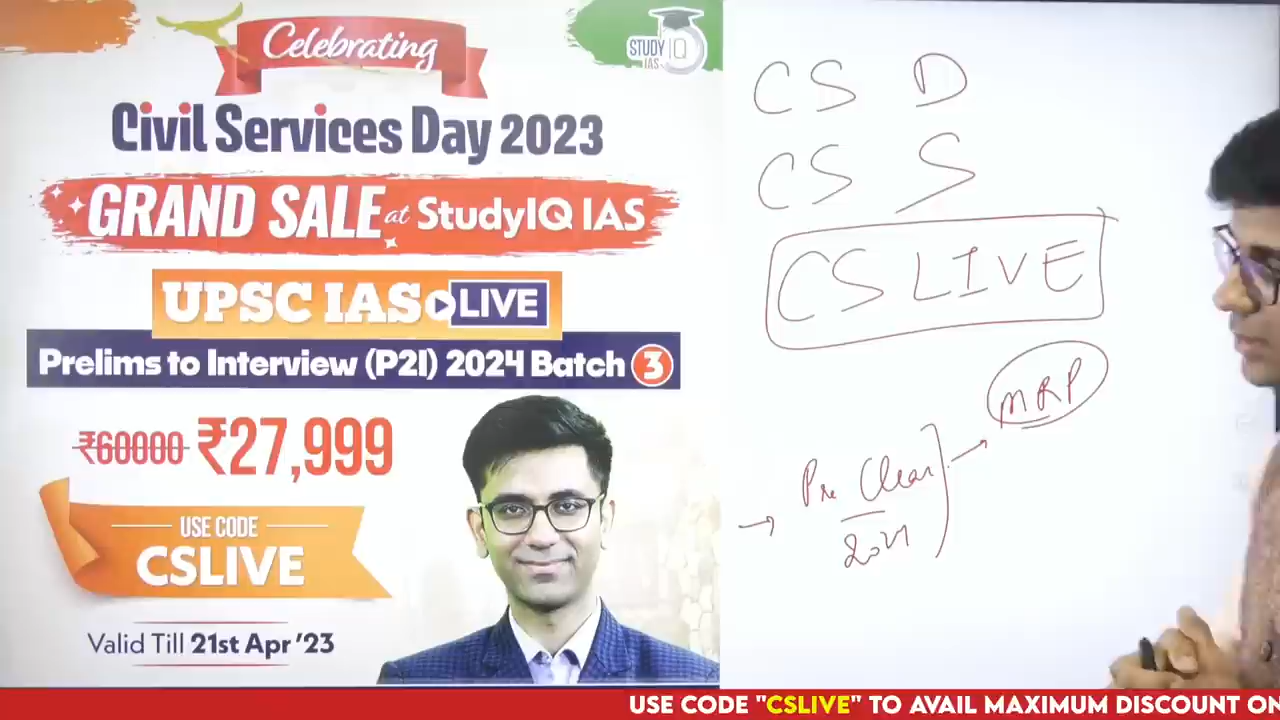 Celebrating
STUDY IQ
IAS
Civil Services Day 2023
GRAND SALE at StudyIQ IAS
UPSC IAS LIVE
Prelims to Interview (P2I) 2024 Batch 3
₹60000 ₹27,999
USE CODE
CSLIVE
Valid Till 21st Apr '23
CS D
CS S
CS LIVE
MRP
Pre Clear
2024
USE CODE "CSLIVE" TO AVAIL MAXIMUM DISCOUNT ON